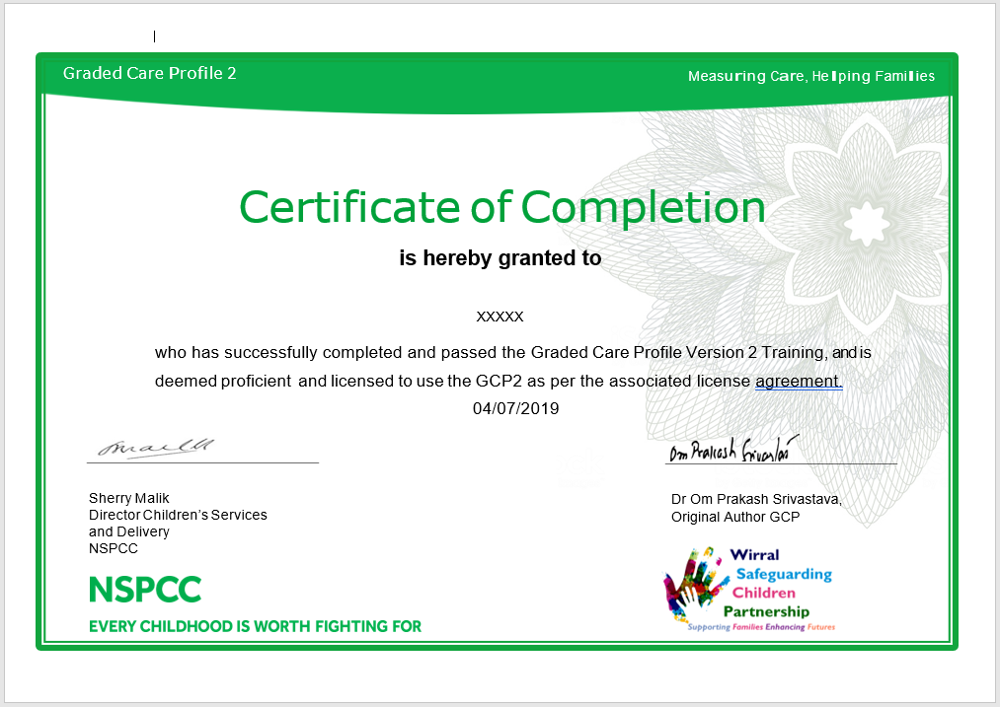 Graded Care Profile 2
Measuring Care, Helping Families
Certificate of Completion
is hereby granted to
XXXXX
who has successfully completed and passed the Graded Care Profile Version 2 Training, and is
deemed proficient and licensed to use the GCP2 as per the associated license agreement.
04/07/2019
Om Prakash Srivastava
Sherry Malik
Director Children's Services
and Delivery
NSPCC
Dr Om Prakash Srivastava,
Original Author GCP
NSPCC
EVERY CHILDHOOD IS WORTH FIGHTING FOR
Wirral
Safeguarding
Children
Partnership
Supporting Families Enhancing Futures